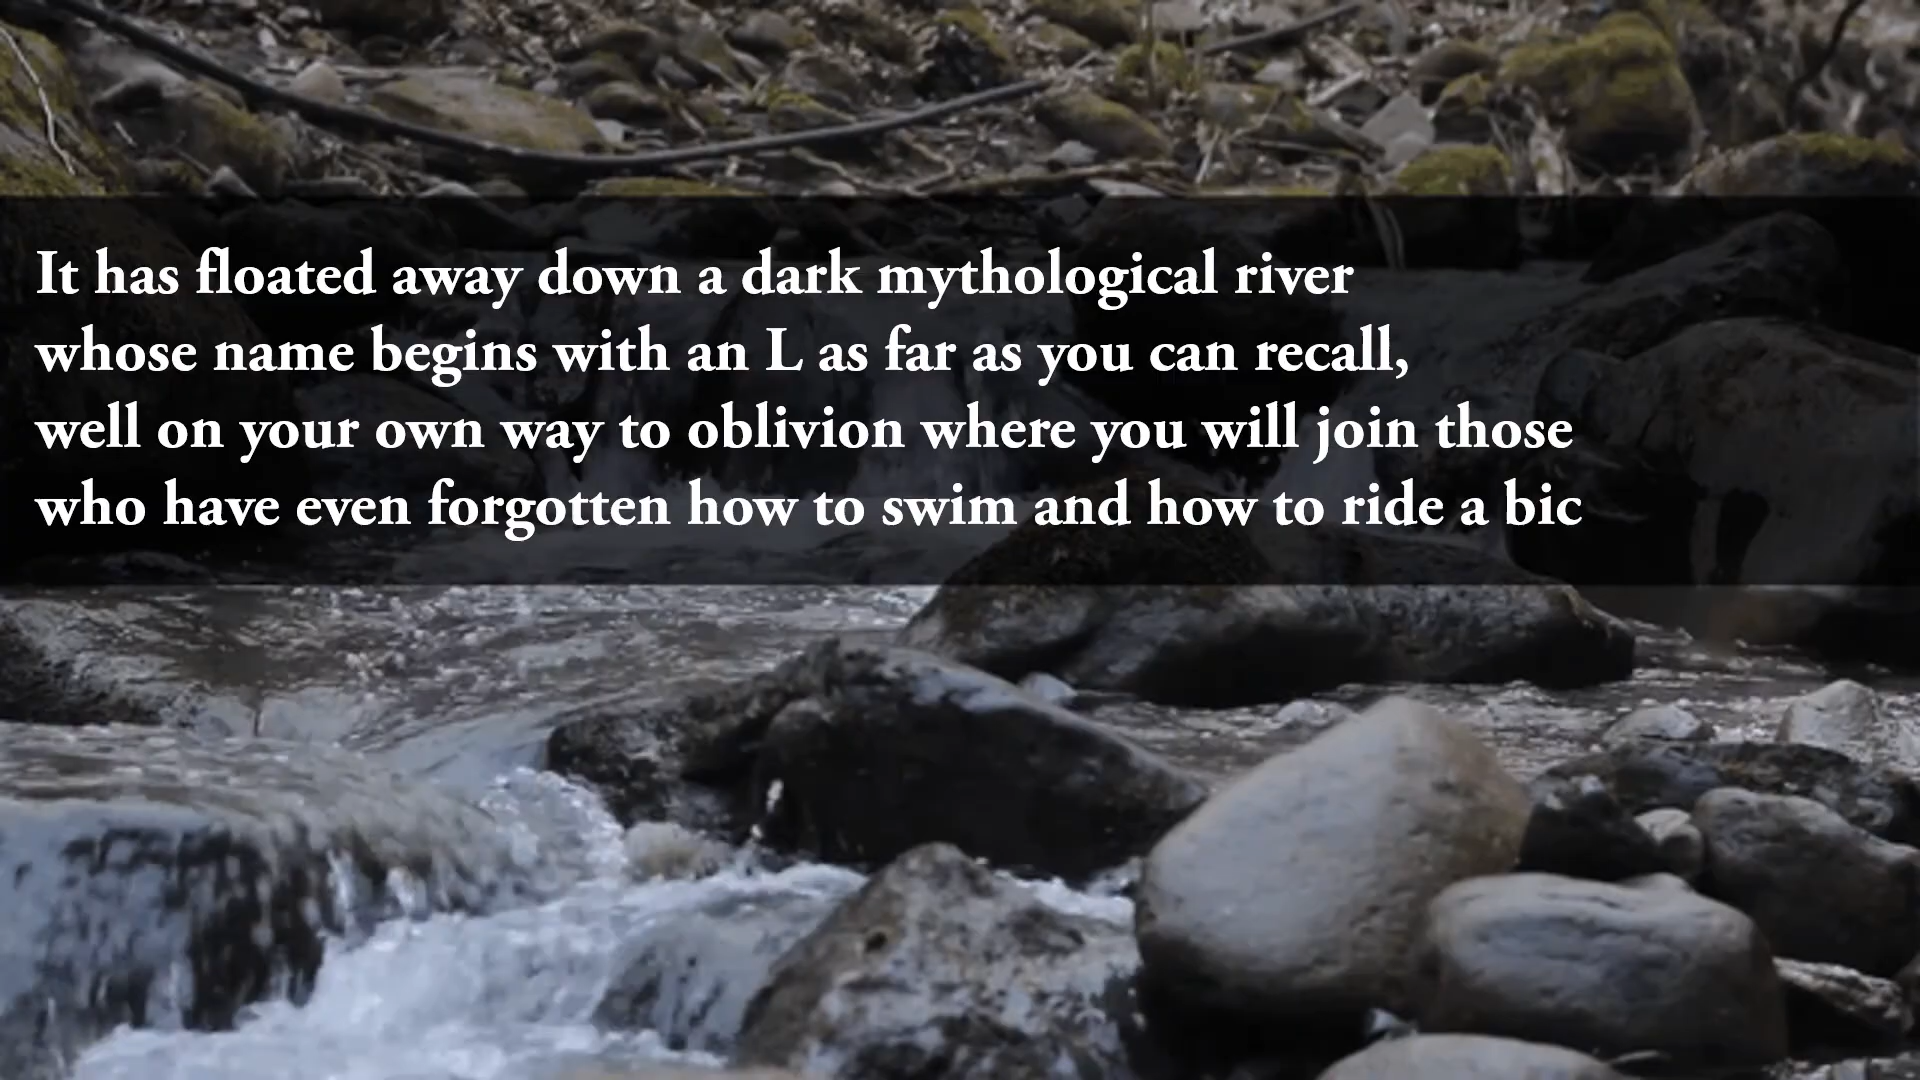 It has floated away down a dark mythological river
whose name begins with an L as far as you can recall,
well on your own way to oblivion where you will join those
who have even forgotten how to swim and how to ride a bic